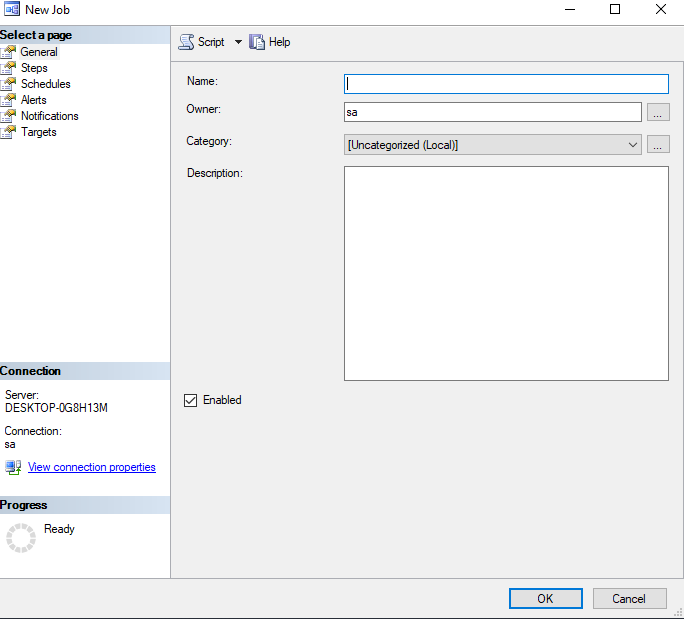 New Job
Select a page
General
Steps
Schedules
Alerts
Notifications
Targets
Script
Help
Name:
Owner:
sa
...
Category:
[Uncategorized (Local)]
...
Description:
Enabled
Connection
Server:
DESKTOP-0G8H13M
Connection:
sa
View connection properties
Progress
Ready
OK
Cancel